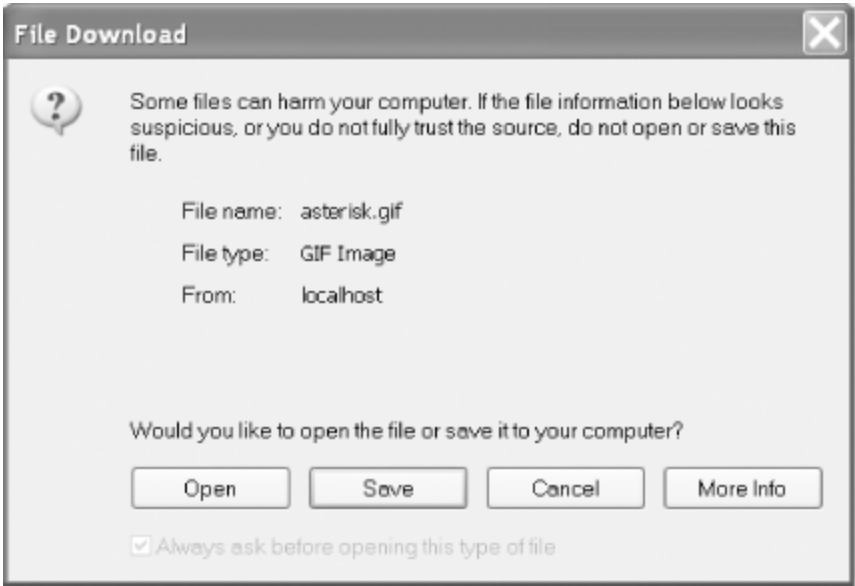 File Download
Some files can harm your computer. If the file information below looks
suspicious, or you do not fully trust the source, do not open or save this
file.
File name: asterisk.gif
File type: GIF Image
From: localhost
Would you like to open the file or save it to your computer?
Open Save Cancel More Info
Always ask before opening this type of file